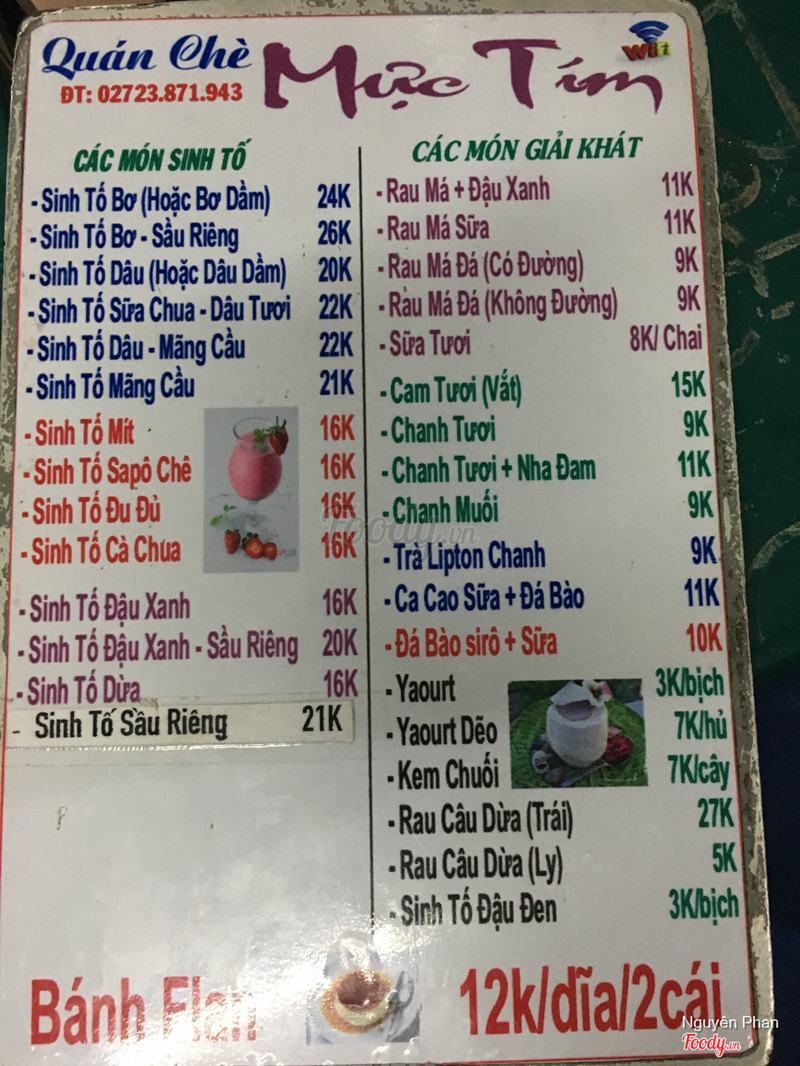 Quán Chè Mực Tím
Wifi
ĐT: 02723.871.943
CÁC MÓN SINH TỐ
- Sinh Tố Bơ (Hoặc Bơ Dầm) 24K
- Sinh Tố Bơ - Sầu Riêng 26K
- Sinh Tố Dâu (Hoặc Dâu Dầm) 20K
- Sinh Tố Sữa Chua - Dâu Tươi 22K
- Sinh Tố Dâu - Mãng Cầu 22K
- Sinh Tố Mãng Cầu 21K
- Sinh Tố Mít 16K
- Sinh Tố Sapô Chê 16K
- Sinh Tố Đu Đủ 16K
- Sinh Tố Cà Chua 16K
- Sinh Tố Đậu Xanh 16K
- Sinh Tố Đậu Xanh - Sầu Riêng 20K
- Sinh Tố Dừa 16K
- Sinh Tố Sầu Riêng 21K
CÁC MÓN GIẢI KHÁT
- Rau Má + Đậu Xanh 11K
- Rau Má Sữa 11K
- Rau Má Đá (Có Đường) 9K
- Rau Má Đá (Không Đường) 9K
- Sữa Tươi 8K/ Chai
- Cam Tươi (Vắt) 15K
- Chanh Tươi 9K
- Chanh Tươi + Nha Đam 11K
- Chanh Muối 9K
- Trà Lipton Chanh 9K
- Ca Cao Sữa + Đá Bào 11K
- Đá Bào sirô + Sữa 10K
- Yaourt 3K/bịch
- Yaourt Dẽo 7K/hủ
- Kem Chuối 7K/cây
- Rau Câu Dừa (Trái) 27K
- Rau Câu Dừa (Ly) 5K
- Sinh Tố Đậu Đen 3K/bịch
Bánh Flan 12k/dĩa/2cái
Foody.vn
Nguyên Phan
Foody.vn